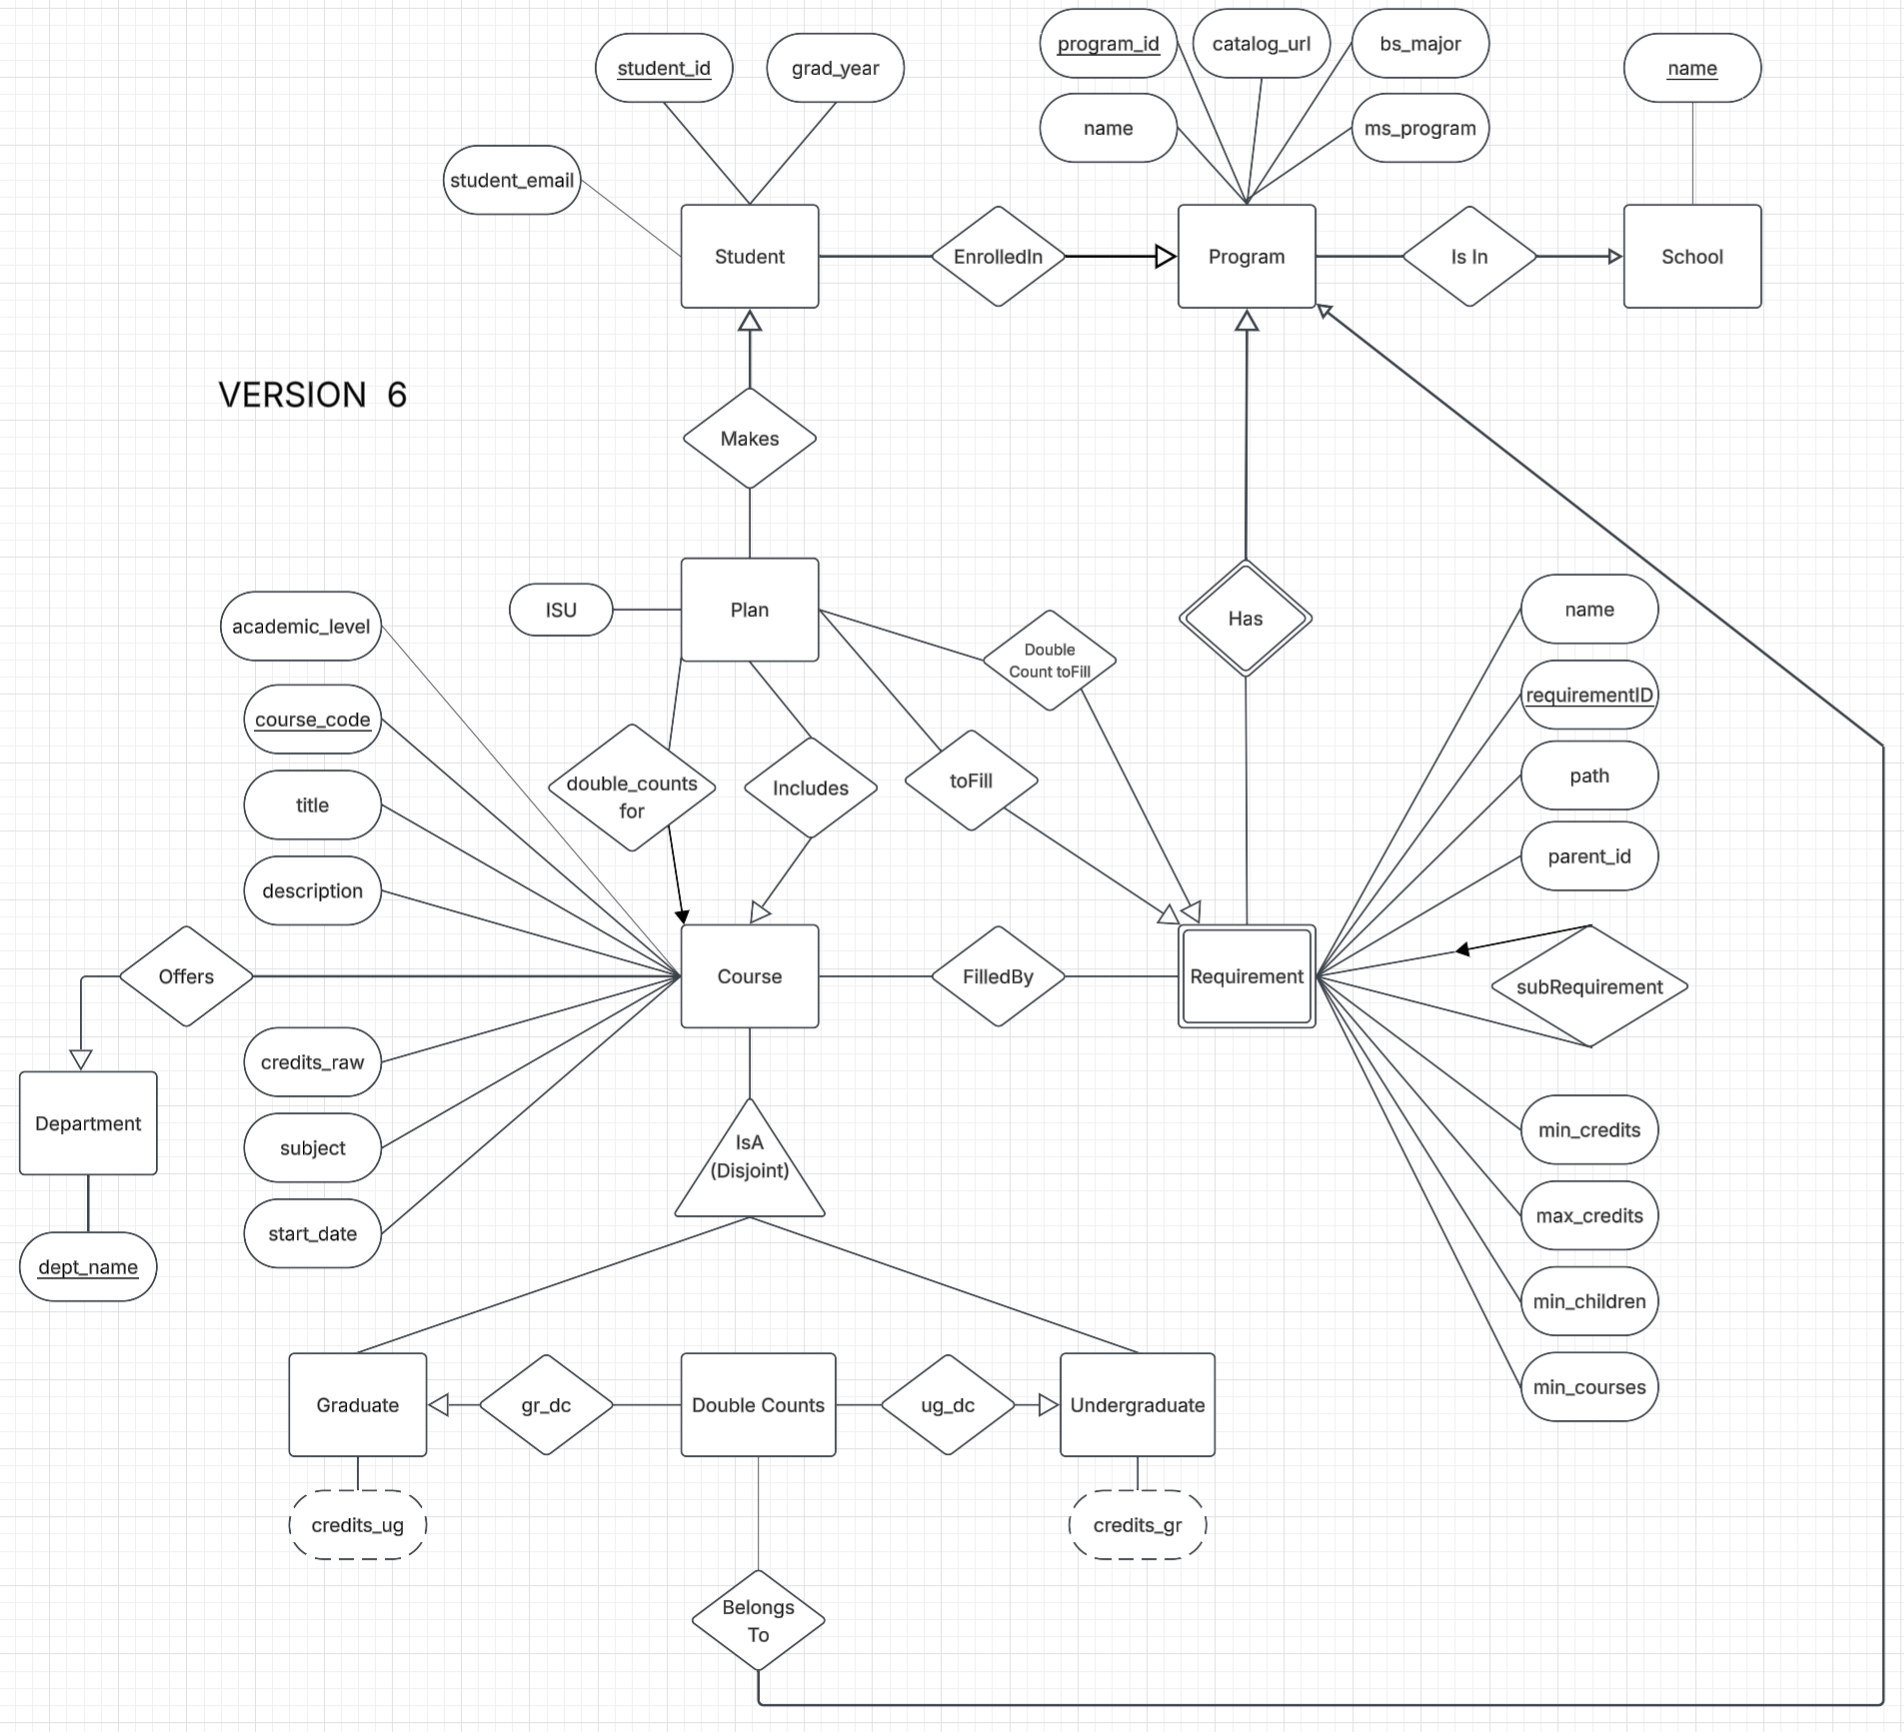 program_id
catalog_url
bs_major
student_id
grad_year
name
name
ms_program
student_email
Student
EnrolledIn
Program
Is In
School
VERSION 6
Makes
ISU
Plan
Has
name
academic_level
Double
Count toFill
requirementID
course_code
path
double_counts
for
Includes
toFill
title
parent_id
description
Offers
Course
FilledBy
Requirement
subRequirement
credits_raw
Department
subject
IsA
(Disjoint)
min_credits
start_date
max_credits
dept_name
min_children
min_courses
Graduate
gr_dc
Double Counts
ug_dc
Undergraduate
credits_ug
credits_gr
Belongs
To